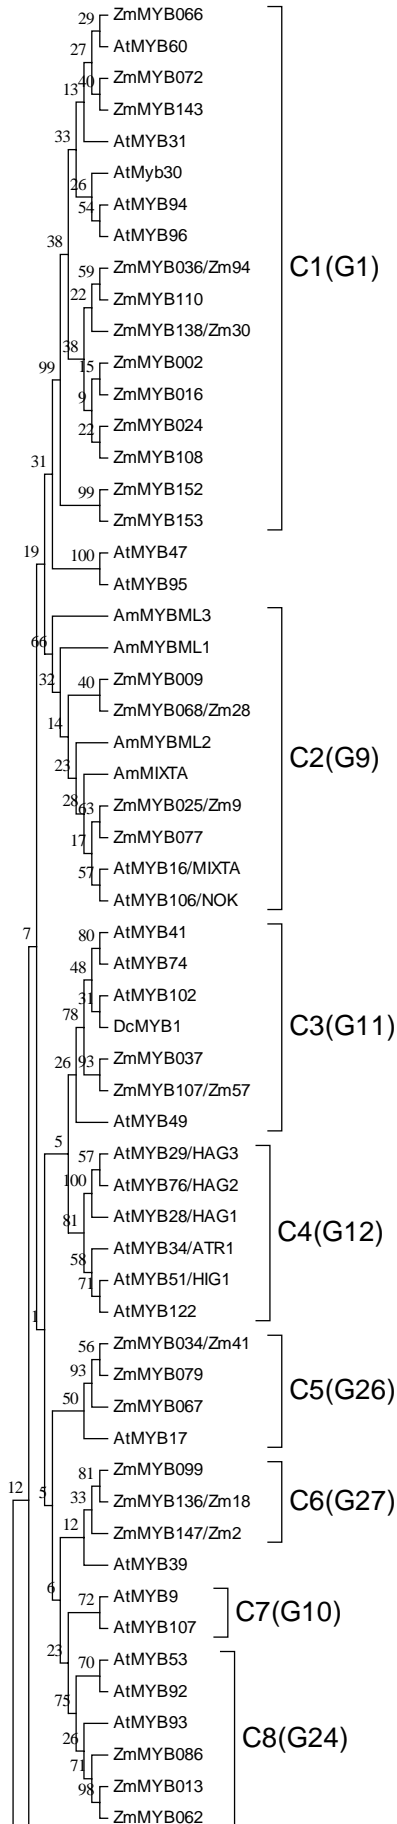 29 ZmMYB066
27 AtMYB60
40 ZmMYB072
13 ZmMYB143
33 AtMYB31
26 AtMyb30
54 AtMYB94
38 AtMYB96
59 ZmMYB036/Zm94
C1(G1)
22 ZmMYB110
ZmMYB138/Zm30
38 15 ZmMYB002
99 9 ZmMYB016
22 ZmMYB024
ZmMYB108
31 99 ZmMYB152
ZmMYB153
19 100 AtMYB47
AtMYB95
AmMYBML3
66 AmMYBML1
32 40 ZmMYB009
14 ZmMYB068/Zm28
AmMYBML2
C2(G9)
23 AmMIXTA
28 63 ZmMYB025/Zm9
17 ZmMYB077
57 AtMYB16/MIXTA
AtMYB106/NOK
7 80 AtMYB41
48 AtMYB74
31 AtMYB102
78 DcMYB1
C3(G11)
26 93 ZmMYB037
ZmMYB107/Zm57
AtMYB49
5 57 AtMYB29/HAG3
100 AtMYB76/HAG2
81 AtMYB28/HAG1
C4(G12)
58 AtMYB34/ATR1
71 AtMYB51/HIG1
AtMYB122
1 56 ZmMYB034/Zm41
93 ZmMYB079
C5(G26)
50 ZmMYB067
AtMYB17
12 5 81 ZmMYB099
33 ZmMYB136/Zm18
C6(G27)
12 ZmMYB147/Zm2
AtMYB39
6 72 AtMYB9
C7(G10)
AtMYB107
23 70 AtMYB53
75 AtMYB92
AtMYB93
C8(G24)
26 ZmMYB086
71 ZmMYB013
98 ZmMYB062